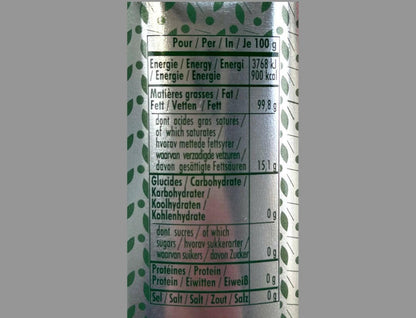 Pour / Per / In / Je 100 g
Energie / Energy / Energi 3768 kJ
/ Energie / Energie 900 kcal
Matières grasses / Fat /
Fett / Vetten / Fett 99,8 g
dont acides gras saturés /
of which saturates /
hvorav mettede fettsyrer /
waarvan verzadigde vetzuren /
davon gesättigte Fettsäuren 15,1 g
Glucides / Carbohydrate /
Karbohydrater /
Koolhydraten /
Kohlenhydrate 0 g
dont sucres / of which
sugars / hvorav sukkerarter /
waarvan suikers / davon Zucker 0 g
Protéines / Protein /
Protein / Eiwitten / Eiweiß 0 g
Sel / Salt / Salt / Zout / Salz 0 g